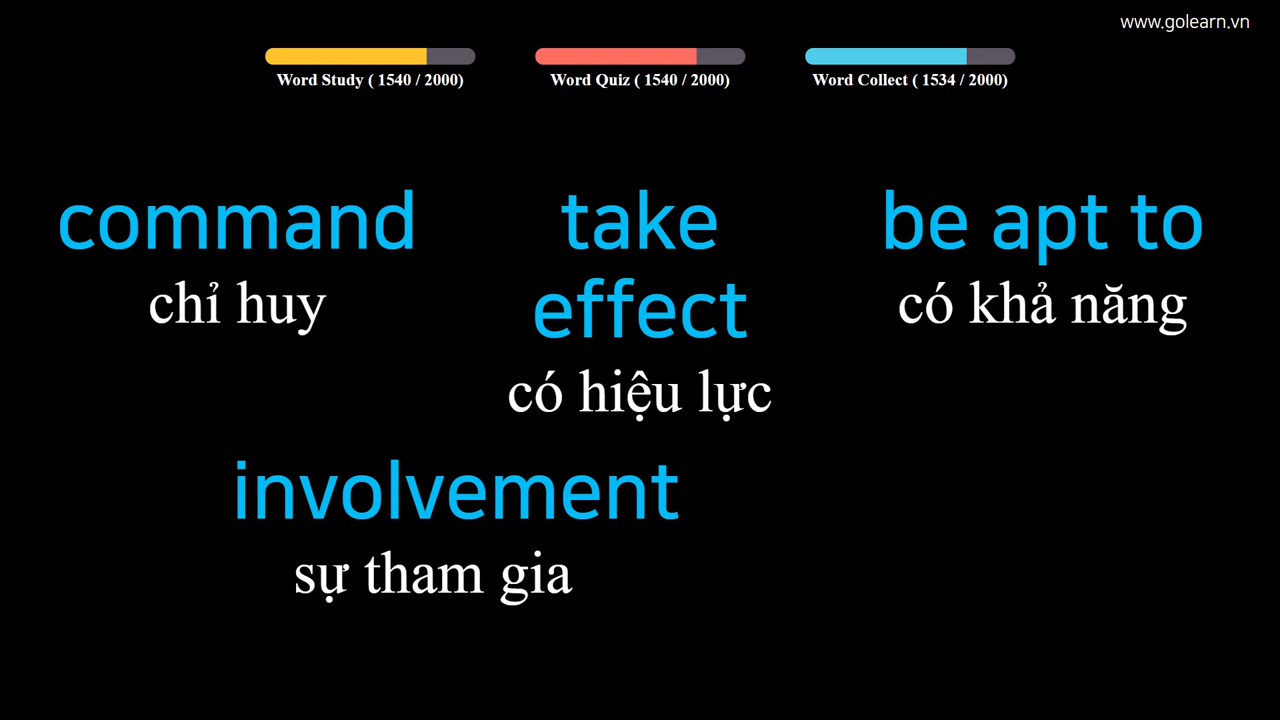 www.golearn.vn
Word Study ( 1540 / 2000)
Word Quiz ( 1540 / 2000)
Word Collect ( 1534 / 2000)
command
chỉ huy
take
effect
có hiệu lực
be apt to
có khả năng
involvement
sự tham gia